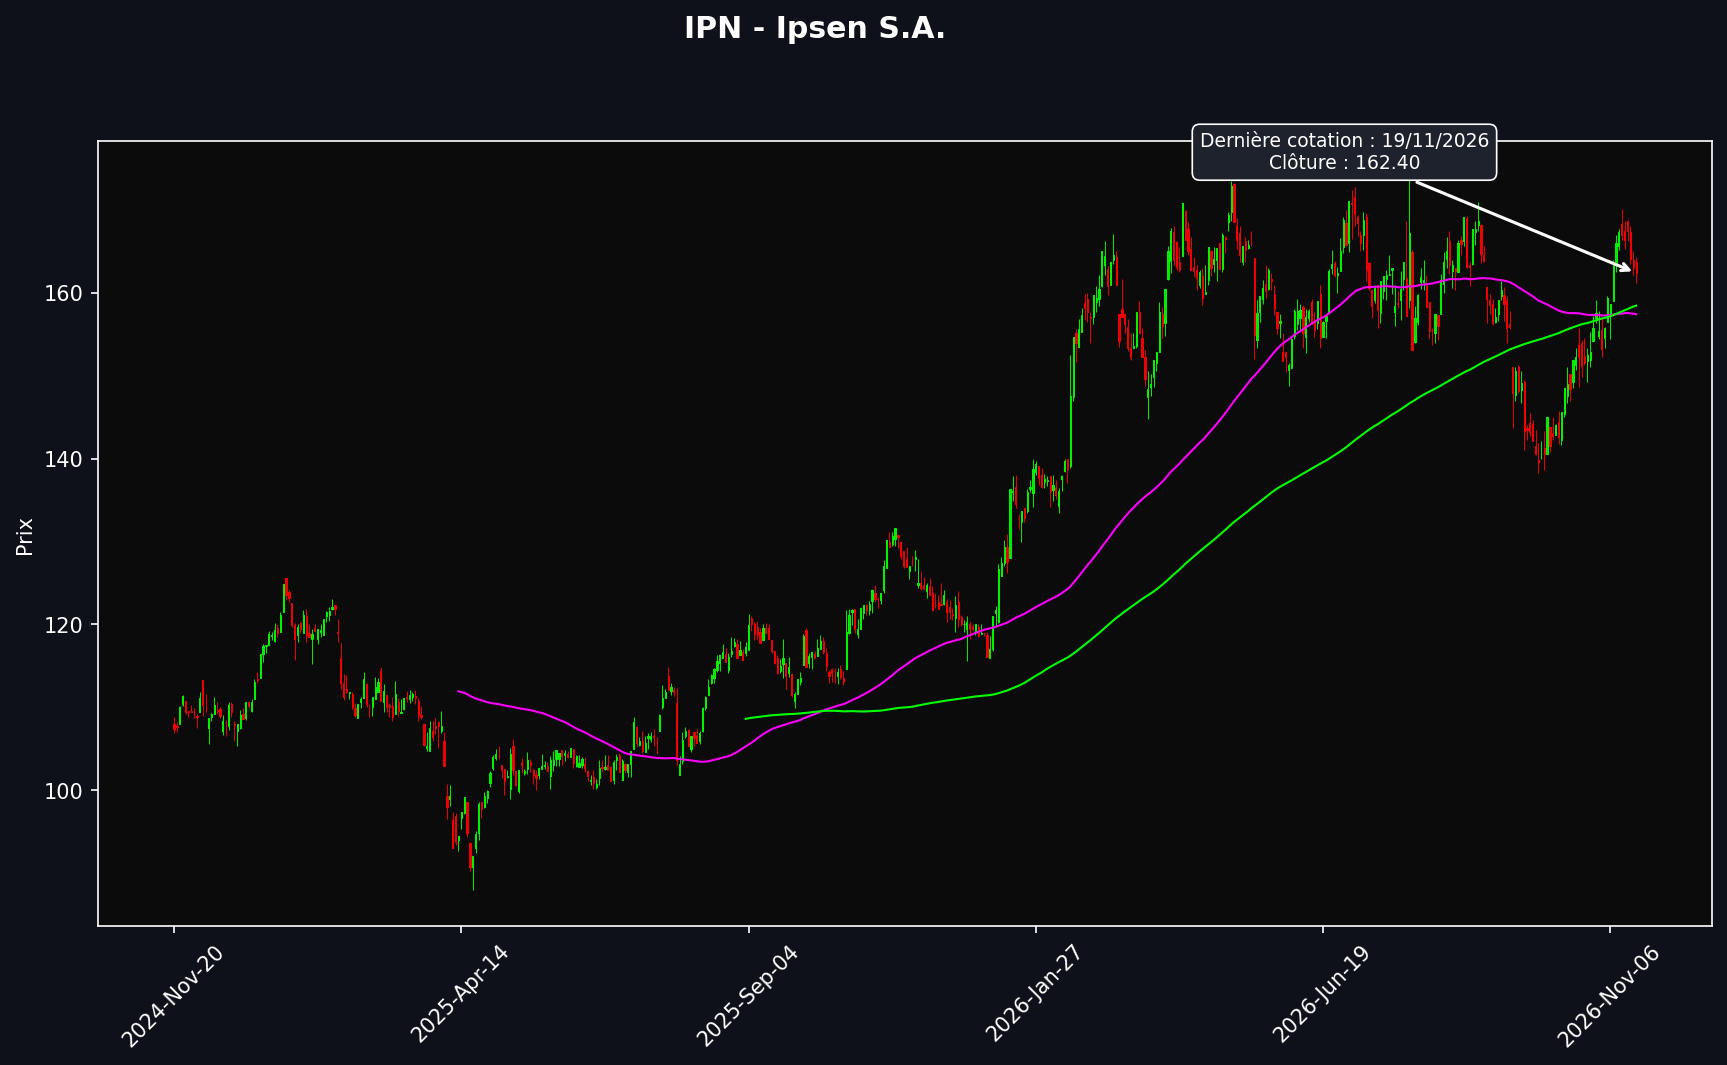 IPN - Ipsen S.A.
Dernière cotation : 19/11/2026
Clôture : 162.40
Prix
160
140
120
100
2024-Nov-20
2025-Apr-14
2025-Sep-04
2026-Jan-27
2026-Jun-19
2026-Nov-06